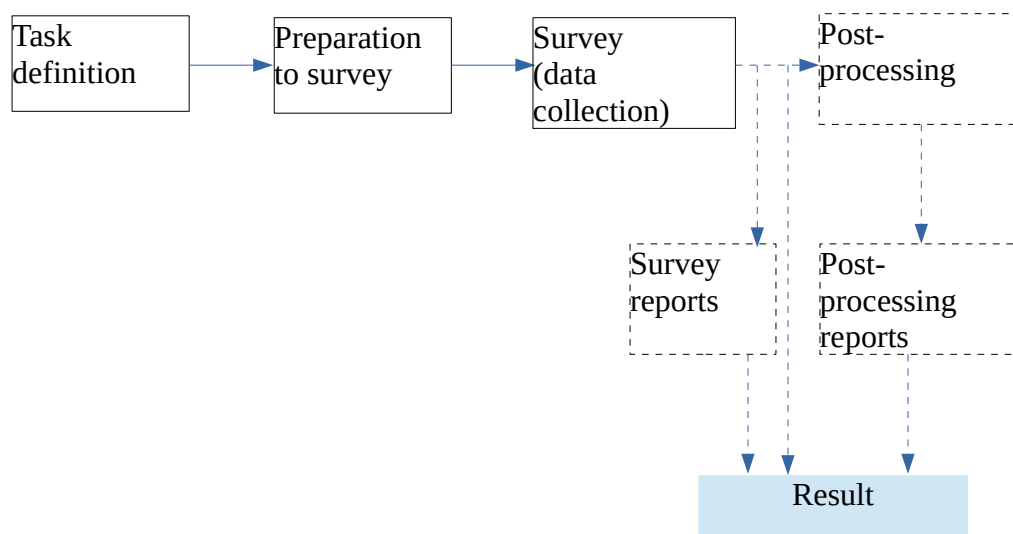 Task
definition
Preparation
to survey
Survey
(data
collection)
Post-
processing
Survey
reports
Post-
processing
reports
Result